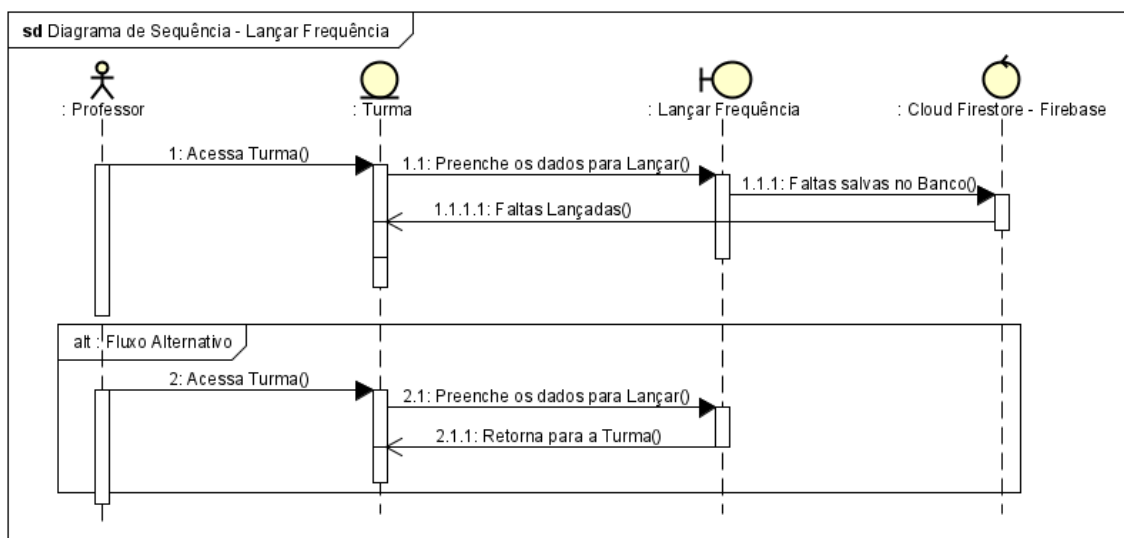 sd Diagrama de Sequência - Lançar Frequência
: Professor
: Turma
: Lançar Frequência
: Cloud Firestore - Firebase
1: Acessa Turma()
1.1: Preenche os dados para Lançar()
1.1.1: Faltas salvas no Banco()
1.1.1.1: Faltas Lançadas()
alt : Fluxo Alternativo
2: Acessa Turma()
2.1: Preenche os dados para Lançar()
2.1.1: Retorna para a Turma()